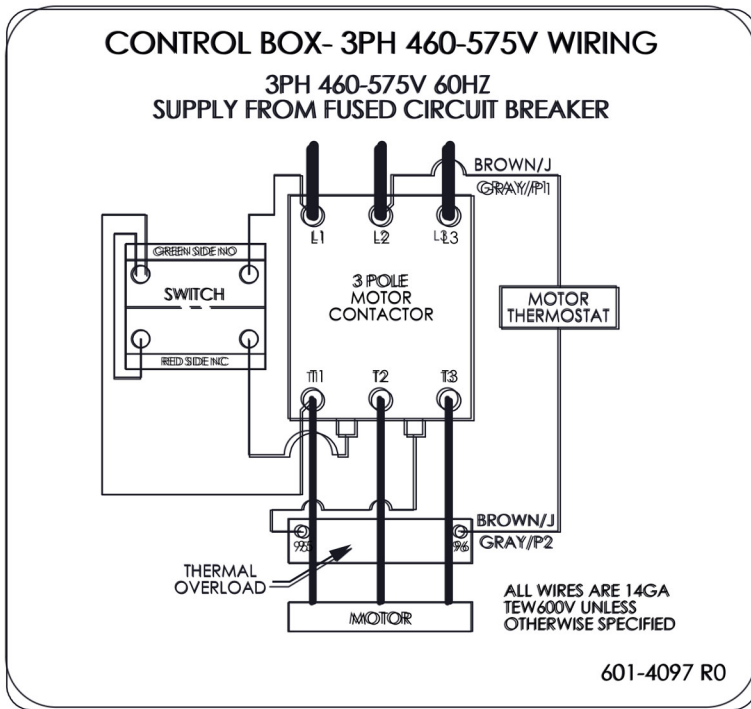 CONTROL BOX- 3PH 460-575V WIRING
3PH 460-575V 60HZ
SUPPLY FROM FUSED CIRCUIT BREAKER
BROWN/J
GRAY/P1
L1
L2
L3
GREEN SIDE NO
SWITCH
RED SIDE NC
3 POLE
MOTOR
CONTACTOR
MOTOR
THERMOSTAT
T1
T2
T3
BROWN/J
GRAY/P2
95
96
THERMAL
OVERLOAD
MOTOR
ALL WIRES ARE 14GA
TEW600V UNLESS
OTHERWISE SPECIFIED
601-4097 R0